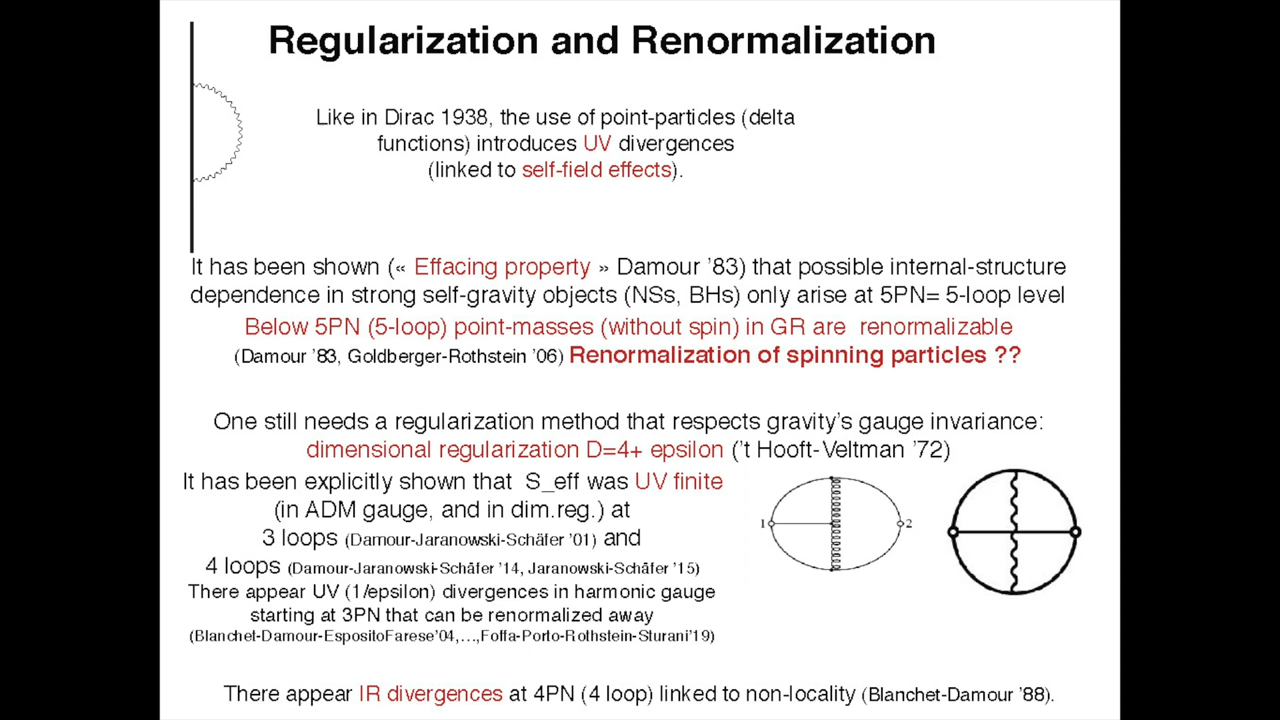 Regularization and Renormalization
Like in Dirac 1938, the use of point-particles (delta
functions) introduces UV divergences
(linked to self-field effects).
It has been shown (« Effacing property » Damour ’83) that possible internal-structure
dependence in strong self-gravity objects (NSs, BHs) only arise at 5PN= 5-loop level
Below 5PN (5-loop) point-masses (without spin) in GR are renormalizable
(Damour ’83, Goldberger-Rothstein ’06) Renormalization of spinning particles ??
One still needs a regularization method that respects gravity’s gauge invariance:
dimensional regularization D=4+ epsilon (’t Hooft-Veltman ’72)
It has been explicitly shown that S_eff was UV finite
(in ADM gauge, and in dim.reg.) at
3 loops (Damour-Jaranowski-Schäfer ’01) and
4 loops (Damour-Jaranowski-Schäfer ’14, Jaranowski-Schäfer ’15)
There appear UV (1/epsilon) divergences in harmonic gauge
starting at 3PN that can be renormalized away
(Blanchet-Damour-EspositoFarese’04,…,Foffa-Porto-Rothstein-Sturani’19)
1
2
There appear IR divergences at 4PN (4 loop) linked to non-locality (Blanchet-Damour ’88).